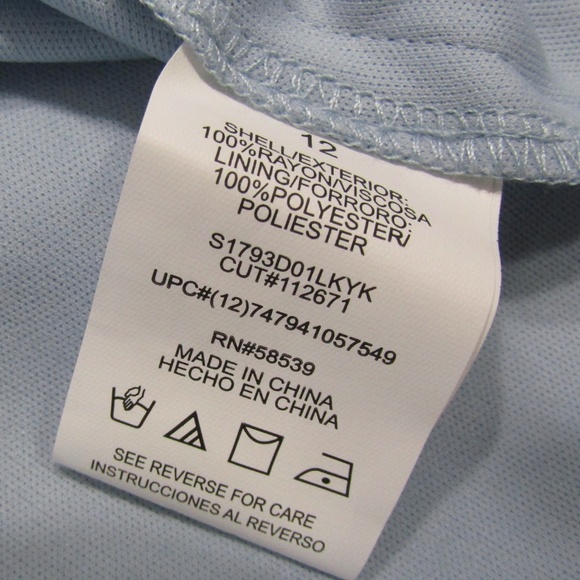 12
SHELL/EXTERIOR:
100%RAYON/VISCOSA
LINING/FORRORO:
100%POLYESTER/
POLIESTER
S1793D01LKYK
CUT#112671
UPC#(12)747941057549
RN#58539
MADE IN CHINA
HECHO EN CHINA
SEE REVERSE FOR CARE
INSTRUCCIONES AL REVERSO